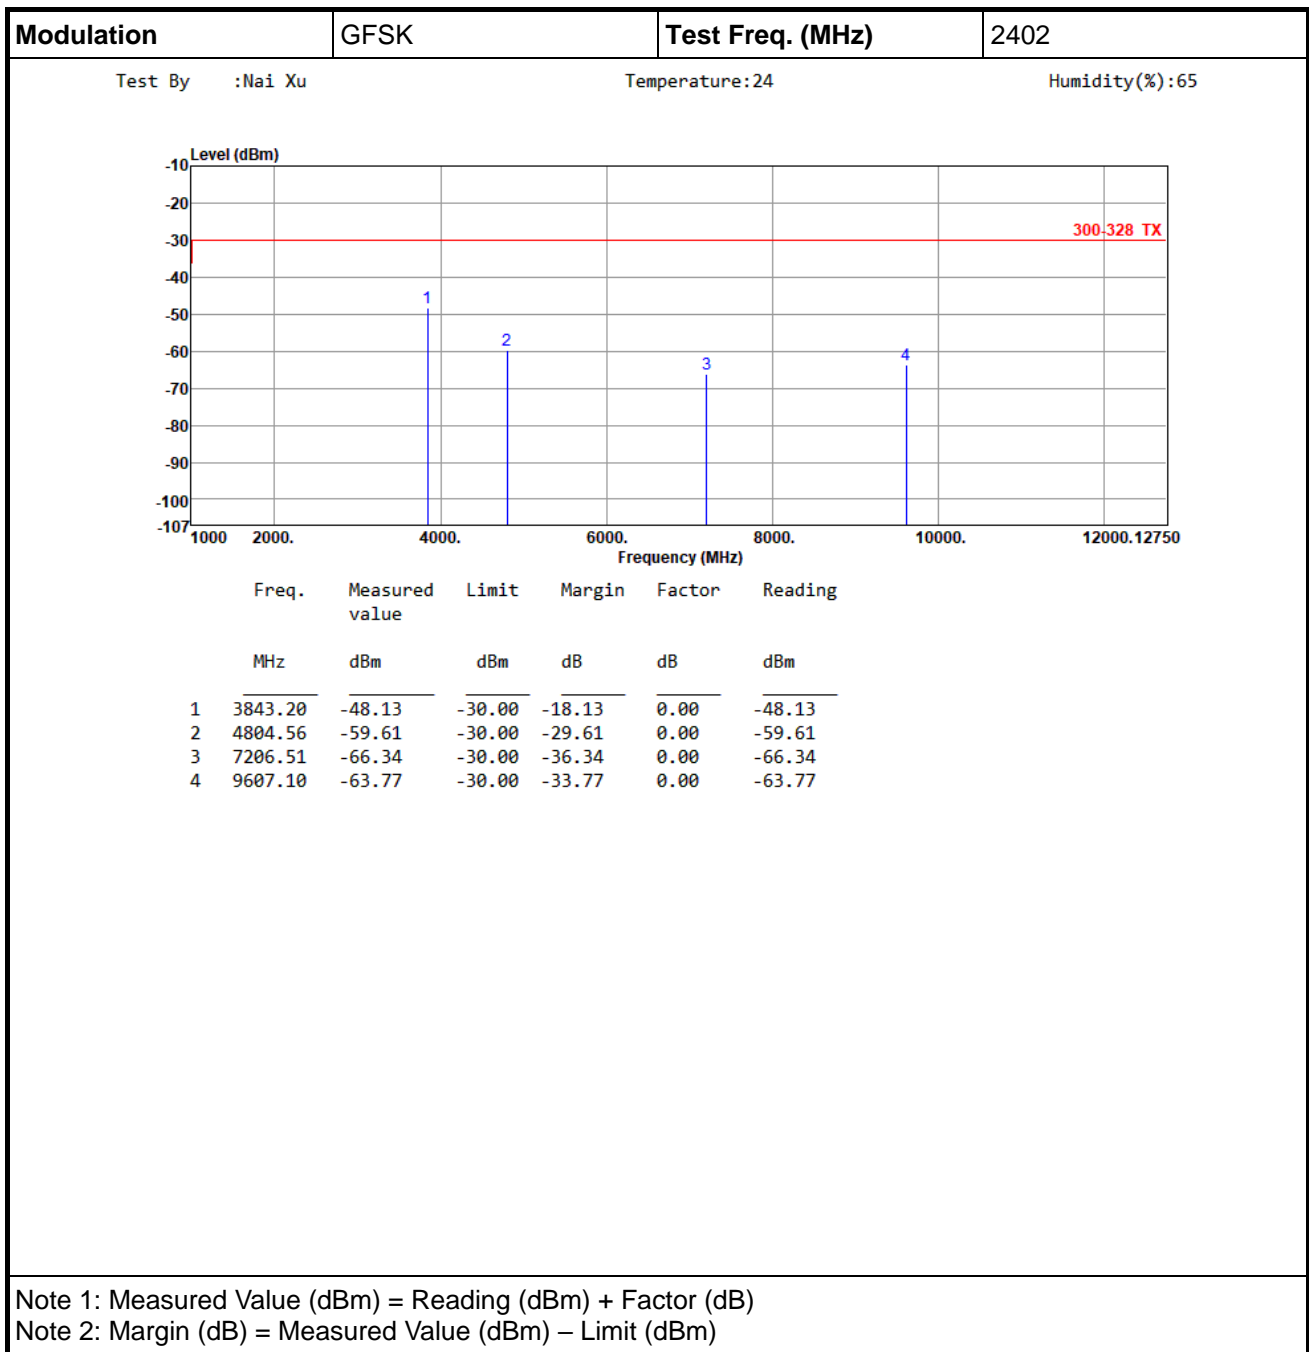 Modulation GFSK Test Freq. (MHz) 2402
Test By :Nai Xu Temperature:24 Humidity(%):65
Level (dBm)
-10
-20
300-328 TX
-30
-40
1
-50
2
-60
3
4
-70
-80
-90
-100
-107
1000 2000. 4000. 6000. 8000. 10000. 12000. 12750
Frequency (MHz)
Freq. Measured Limit Margin Factor Reading
value
MHz dBm dBm dB dB dBm
1 3843.20 -48.13 -30.00 -18.13 0.00 -48.13
2 4804.56 -59.61 -30.00 -29.61 0.00 -59.61
3 7206.51 -66.34 -30.00 -36.34 0.00 -66.34
4 9607.10 -63.77 -30.00 -33.77 0.00 -63.77
Note 1: Measured Value (dBm) = Reading (dBm) + Factor (dB)
Note 2: Margin (dB) = Measured Value (dBm) – Limit (dBm)